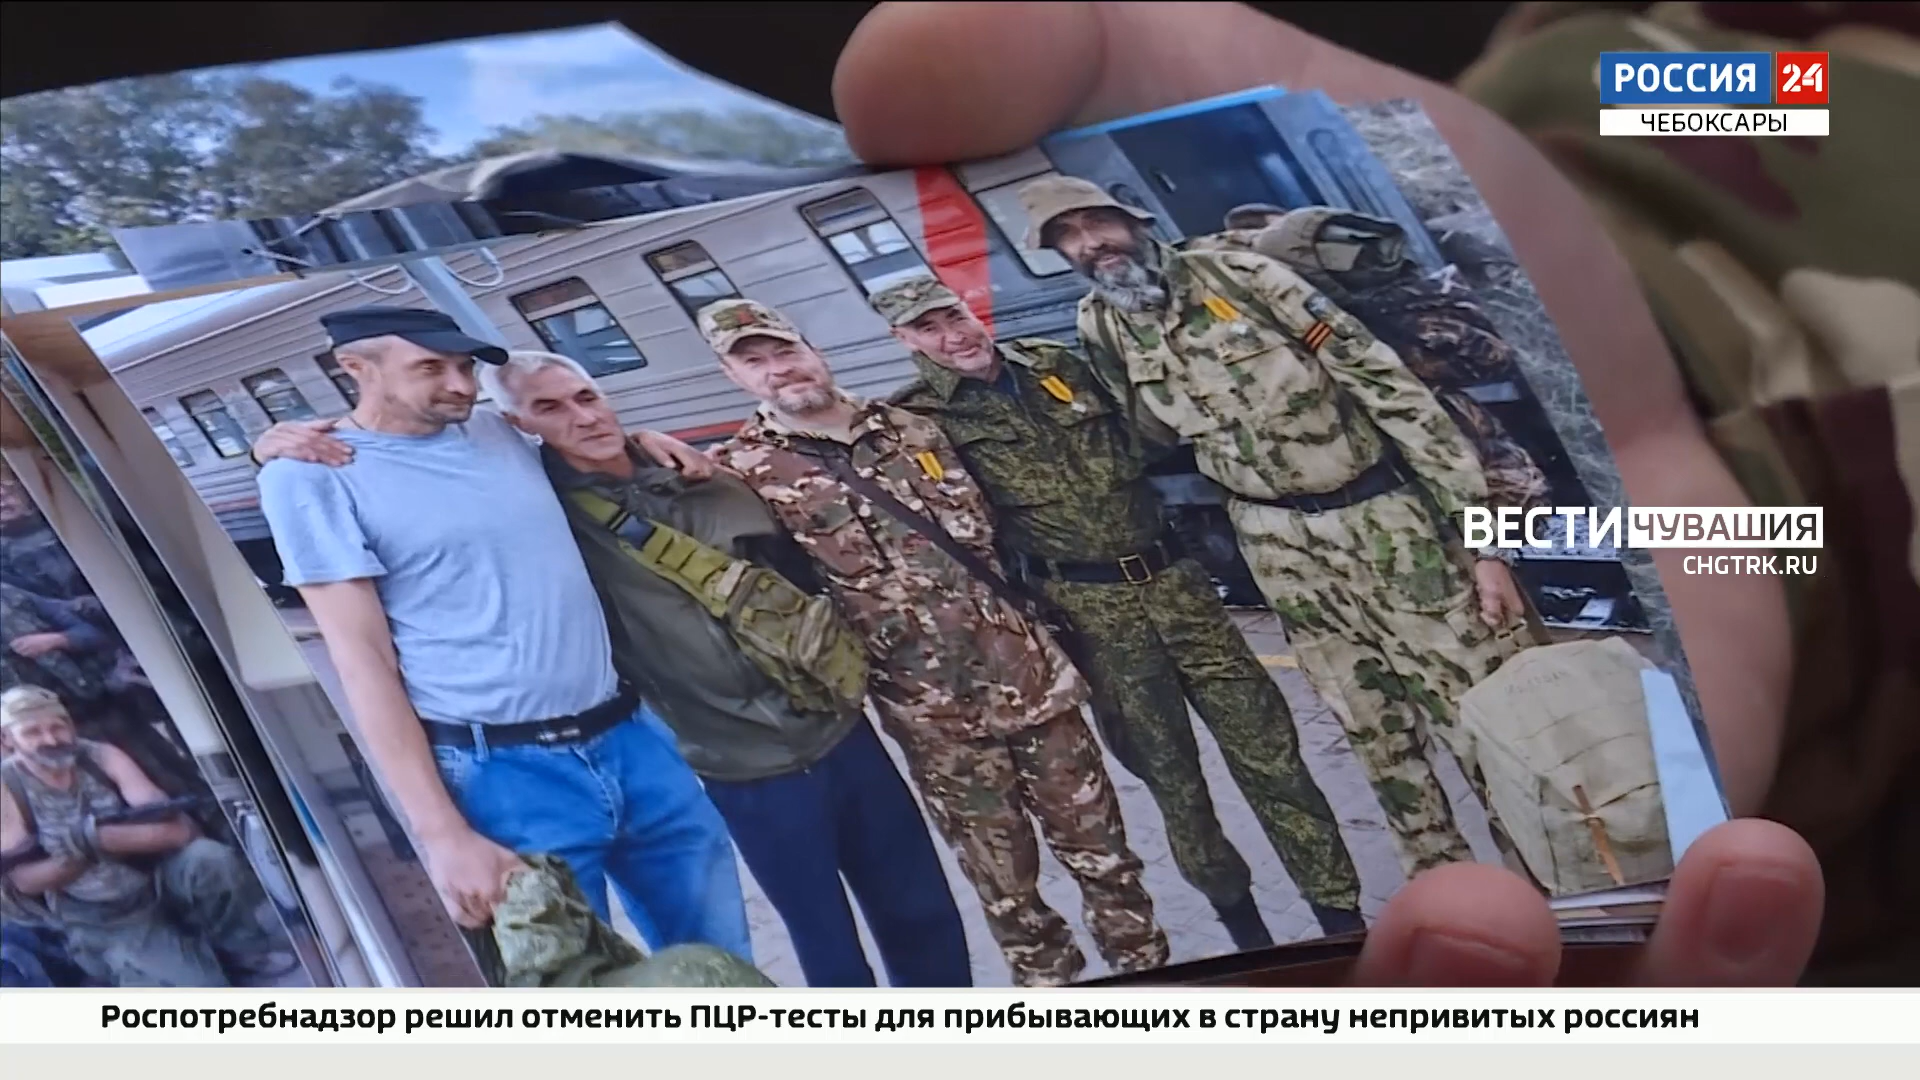 РОССИЯ 24
ЧЕБОКСАРЫ
ВЕСТИ ЧУВАШИЯ
CHGTRK.RU
Роспотребнадзор решил отменить ПЦР-тесты для прибывающих в страну непривитых россиян